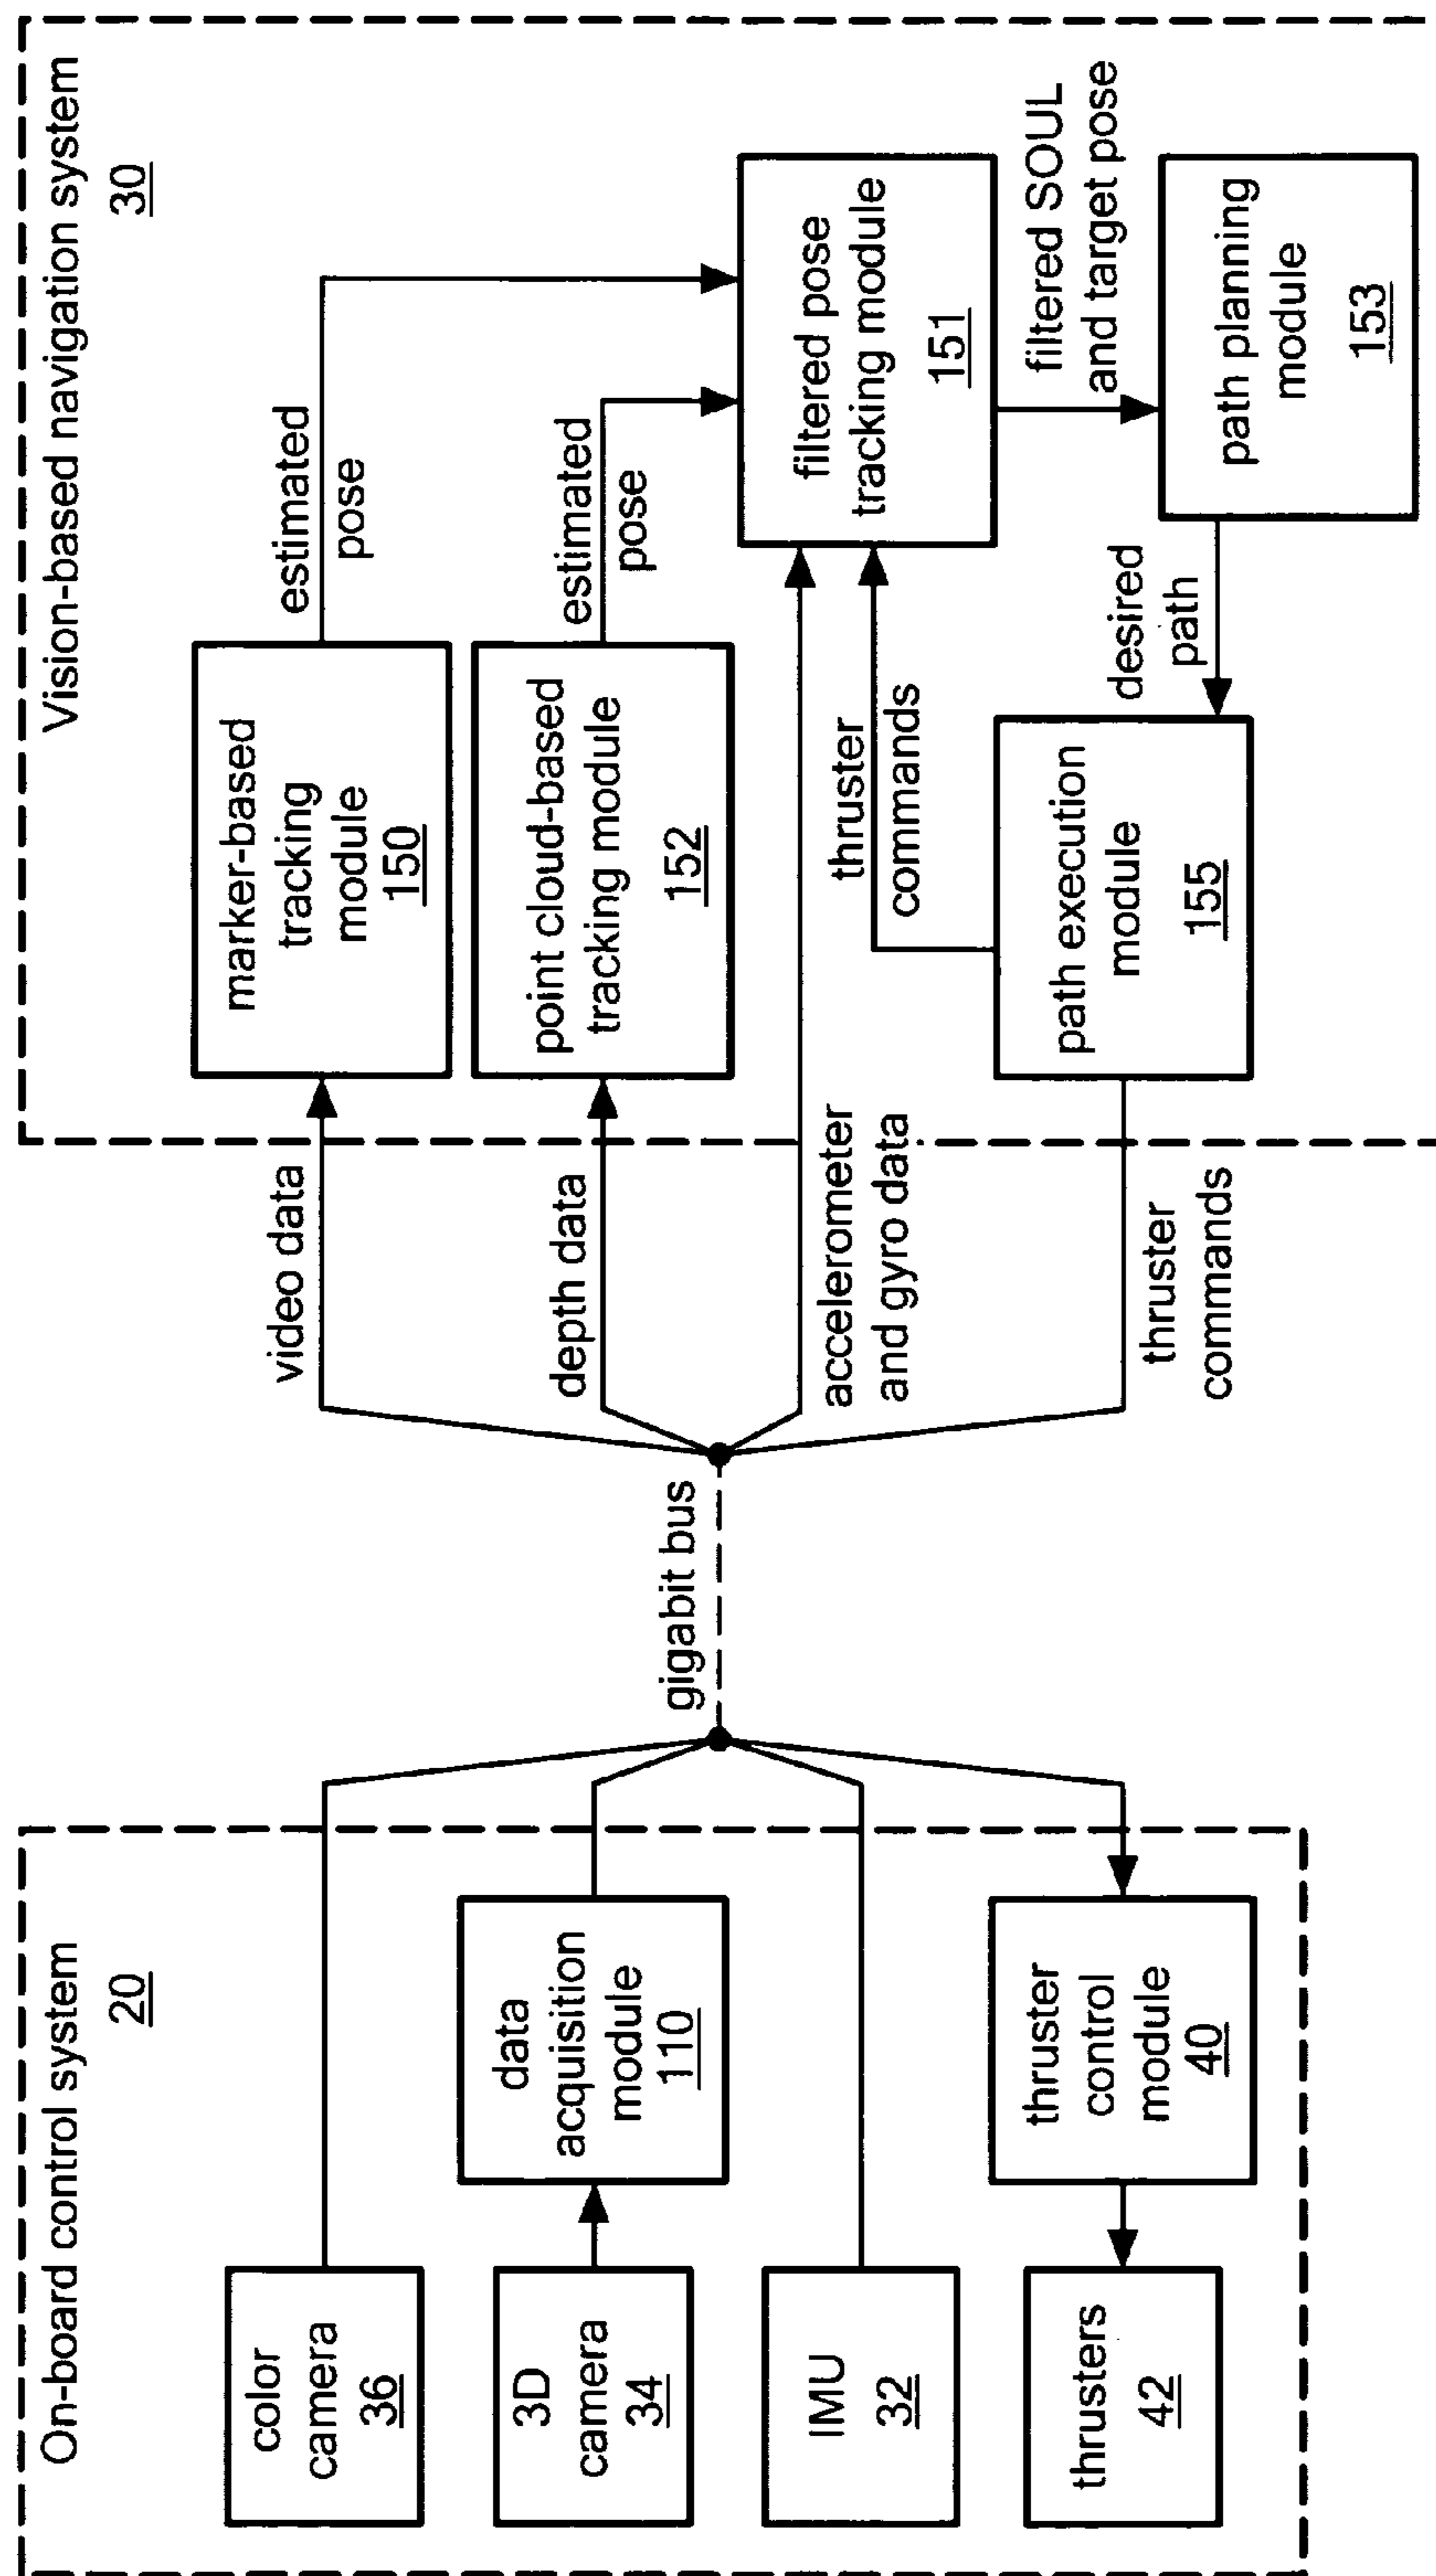 On-board control system
20
color
camera
36
3D
camera
34
data
acquisition
module
110
IMU
32
thrusters
42
thruster
control
module
40
gigabit bus
video data
depth data
accelerometer
and gyro data
thruster
commands
Vision-based navigation system
30
marker-based
tracking
module
150
estimated
pose
point cloud-based
tracking module
152
estimated
pose
filtered pose
tracking module
151
thruster
commands
filtered SOUL
and target pose
path execution
module
155
desired
path
path planning
module
153